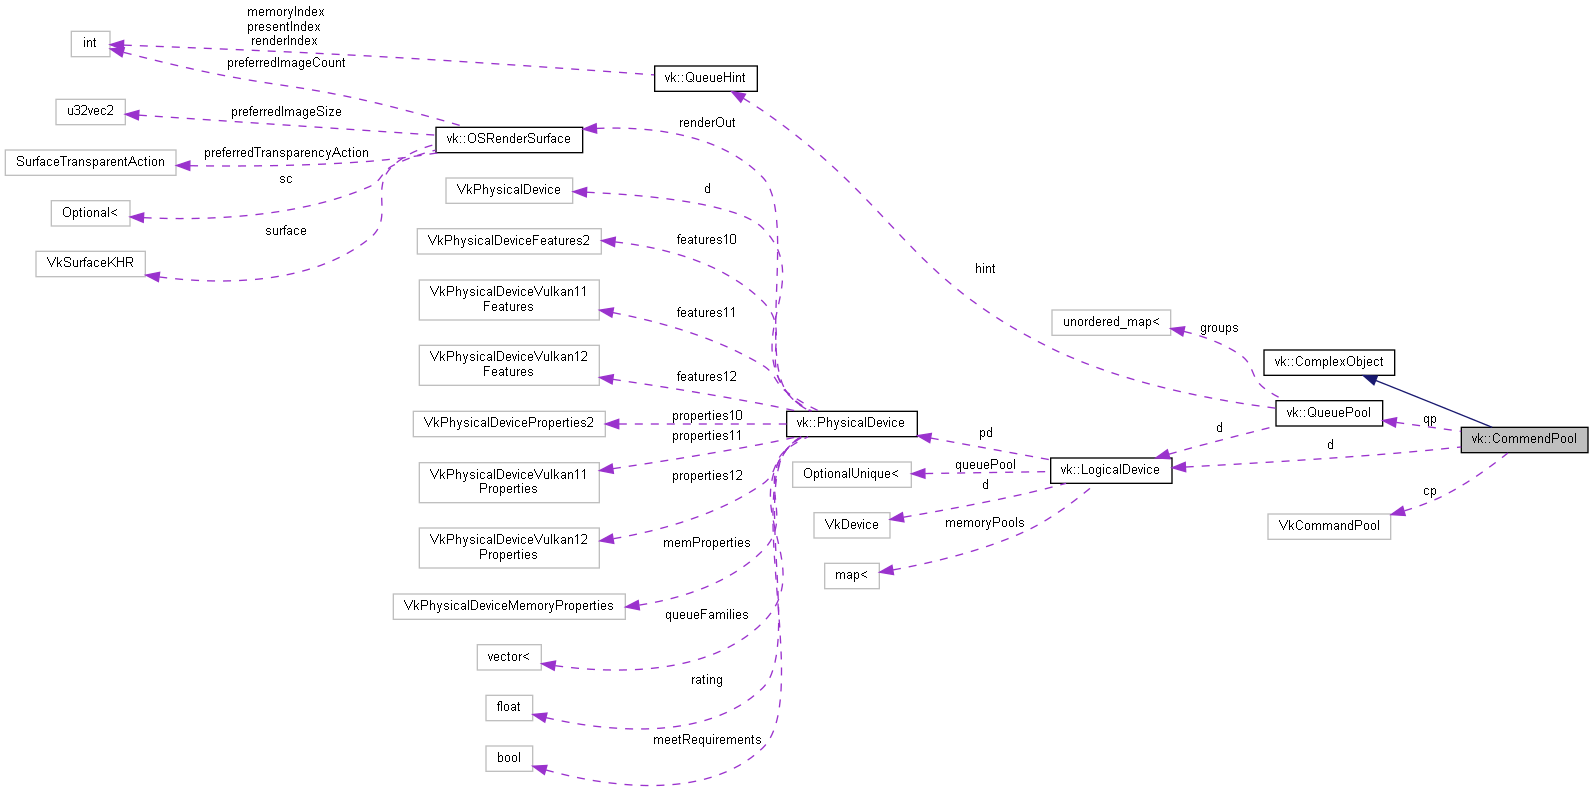 memoryIndex
presentIndex
renderIndex
int
preferredImageCount
vk::QueueHint
u32vec2
preferredImageSize
renderOut
vk::OSRenderSurface
SurfaceTransparentAction
preferredTransparencyAction
sc
VkPhysicalDevice
d
Optional<
surface
VkPhysicalDeviceFeatures2
features10
VkSurfaceKHR
hint
VkPhysicalDeviceVulkan11
Features
features11
unordered_map<
groups
VkPhysicalDeviceVulkan12
Features
features12
vk::ComplexObject
VkPhysicalDeviceProperties2
properties10
vk::PhysicalDevice
vk::QueuePool
qp
properties11
pd
d
d
vk::CommendPool
VkPhysicalDeviceVulkan11
Properties
properties12
OptionalUnique<
queuePool
vk::LogicalDevice
d
cp
VkDevice
memoryPools
VkCommandPool
VkPhysicalDeviceVulkan12
Properties
memProperties
map<
VkPhysicalDeviceMemoryProperties
queueFamilies
vector<
rating
float
meetRequirements
bool